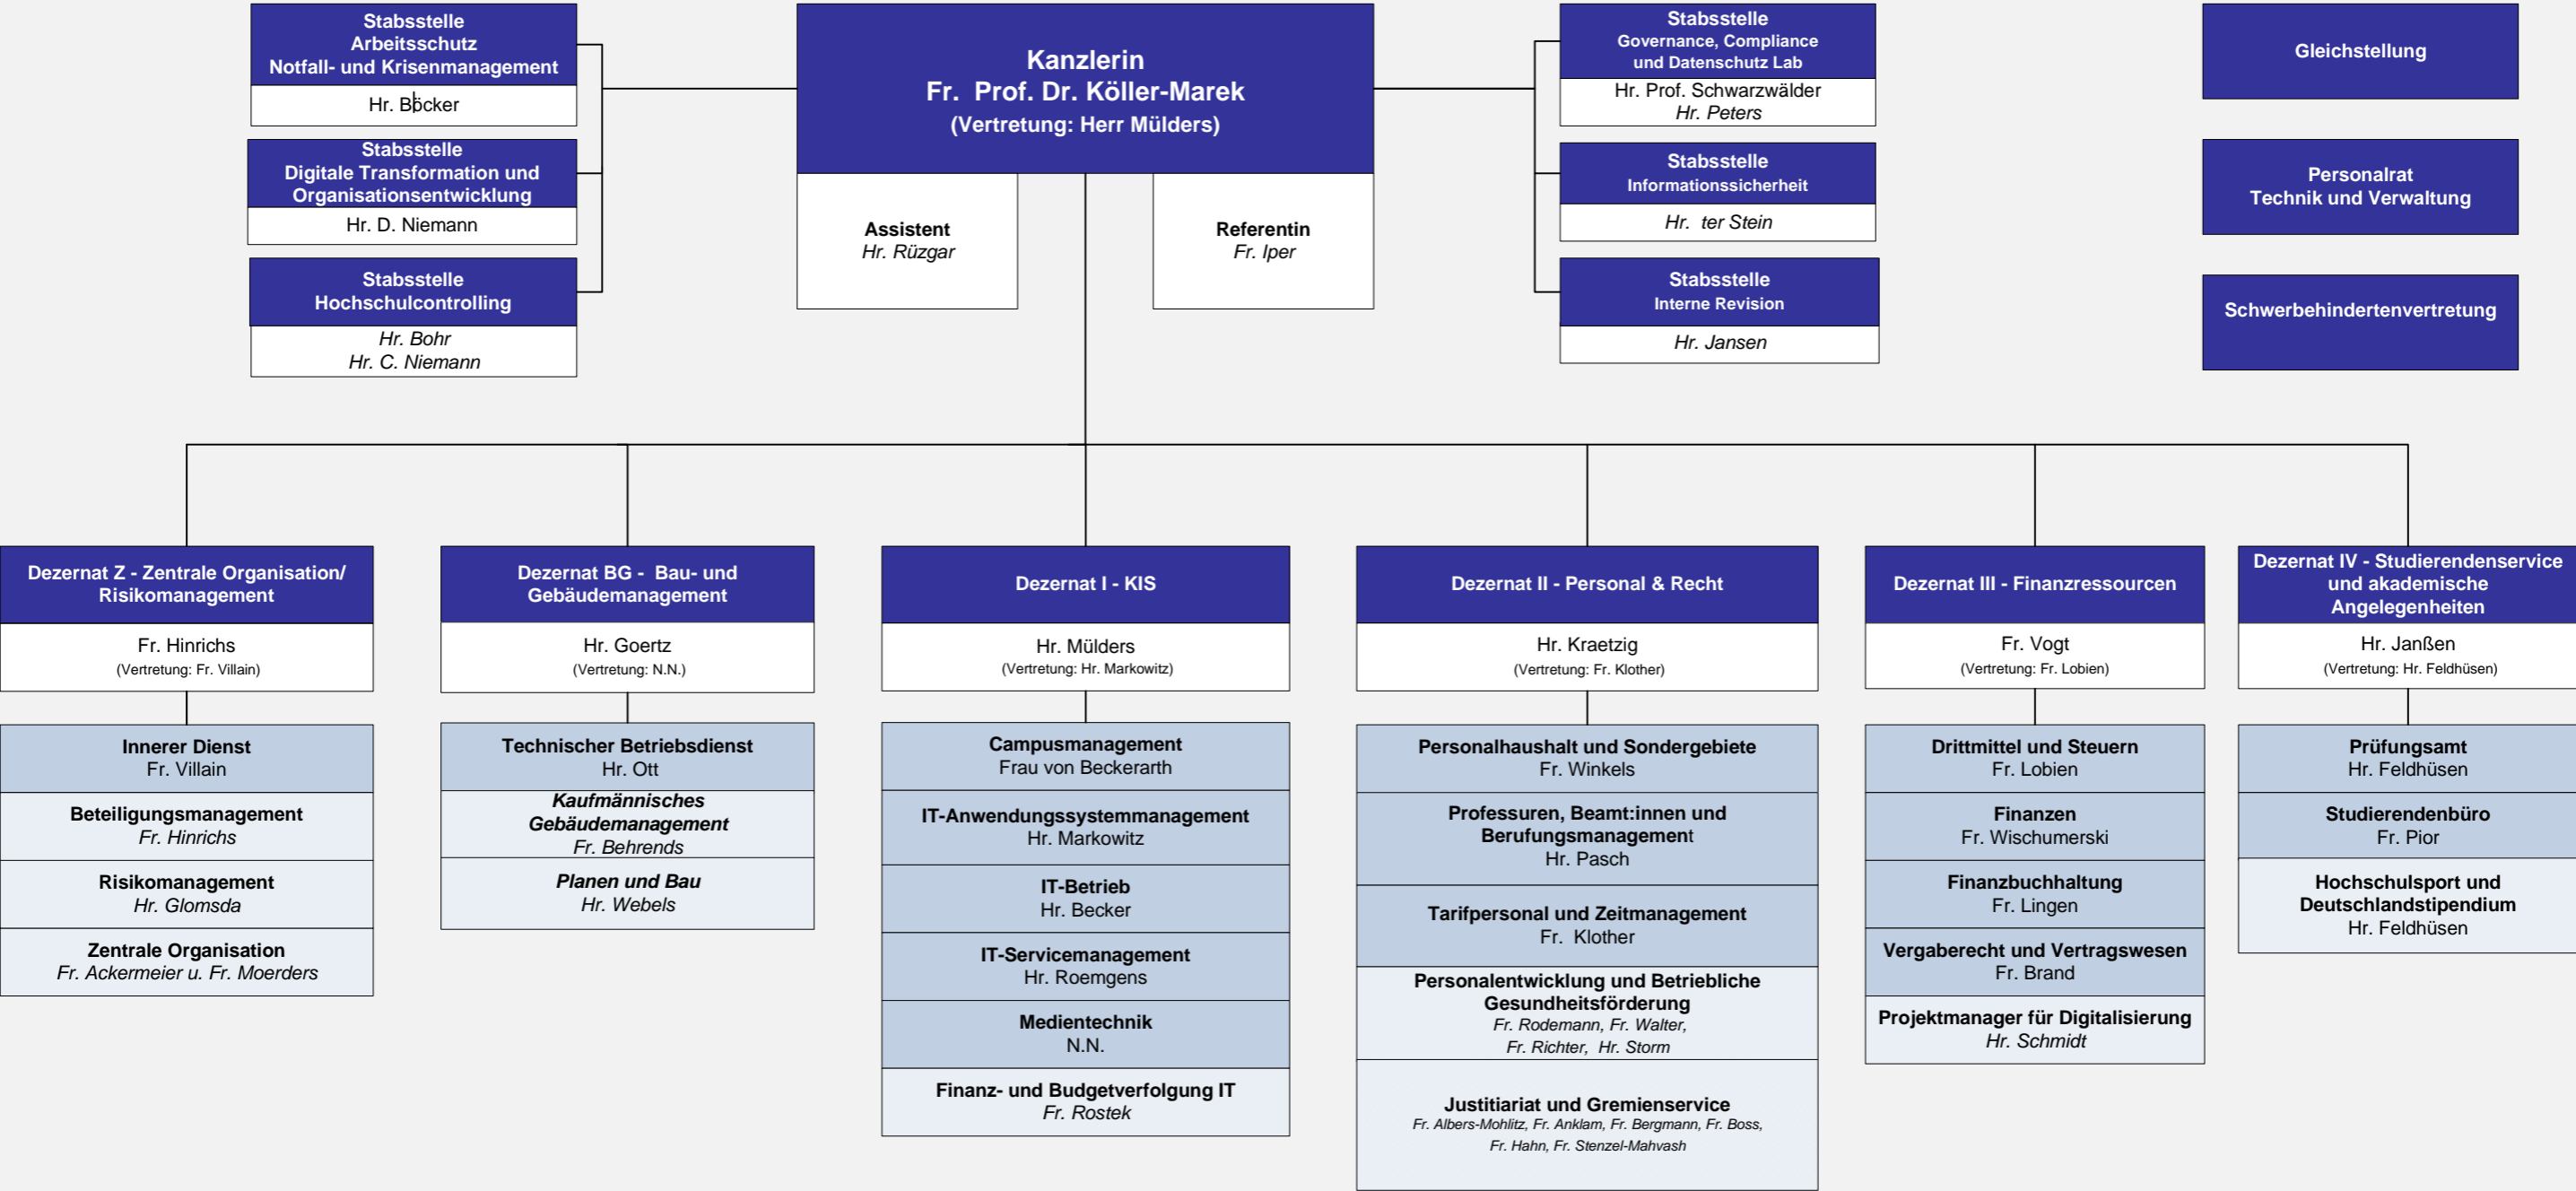 Stabsstelle
Arbeitsschutz
Notfall- und Krisenmanagement
Hr. Böcker
Stabsstelle
Digitale Transformation und
Organisationsentwicklung
Hr. D. Niemann
Stabsstelle
Hochschulcontrolling
Hr. Bohr
Hr. C. Niemann
Kanzlerin
Fr. Prof. Dr. Köller-Marek
(Vertretung: Herr Mülders)
Assistent
Hr. Rüzgar
Referentin
Fr. Iper
Stabsstelle
Governance, Compliance
und Datenschutz Lab
Hr. Prof. Schwarzwälder
Hr. Peters
Stabsstelle
Informationssicherheit
Hr. ter Stein
Stabsstelle
Interne Revision
Hr. Jansen
Gleichstellung
Personalrat
Technik und Verwaltung
Schwerbehindertenvertretung
Dezernat Z - Zentrale Organisation/
Risikomanagement
Fr. Hinrichs
(Vertretung: Fr. Villain)
Innerer Dienst
Fr. Villain
Beteiligungsmanagement
Fr. Hinrichs
Risikomanagement
Hr. Glomsda
Zentrale Organisation
Fr. Ackermeier u. Fr. Moerders
Dezernat BG - Bau- und
Gebäudemanagement
Hr. Goertz
(Vertretung: N.N.)
Technischer Betriebsdienst
Hr. Ott
Kaufmännisches
Gebäudemanagement
Fr. Behrends
Planen und Bau
Hr. Webels
Dezernat I - KIS
Hr. Mülders
(Vertretung: Hr. Markowitz)
Campusmanagement
Frau von Beckerarth
IT-Anwendungssystemmanagement
Hr. Markowitz
IT-Betrieb
Hr. Becker
IT-Servicemanagement
Hr. Roemgens
Medientechnik
N.N.
Finanz- und Budgetverfolgung IT
Fr. Rostek
Dezernat II - Personal & Recht
Hr. Kraetzig
(Vertretung: Fr. Klother)
Personalhaushalt und Sondergebiete
Fr. Winkels
Professuren, Beamt:innen und
Berufungsmanagement
Hr. Pasch
Tarifpersonal und Zeitmanagement
Fr. Klother
Personalentwicklung und Betriebliche
Gesundheitsförderung
Fr. Rodemann, Fr. Walter,
Fr. Richter, Hr. Storm
Justitiariat und Gremienservice
Fr. Albers-Mohlitz, Fr. Anklam, Fr. Bergmann, Fr. Boss,
Fr. Hahn, Fr. Stenzel-Mahvash
Dezernat III - Finanzressourcen
Fr. Vogt
(Vertretung: Fr. Lobien)
Drittmittel und Steuern
Fr. Lobien
Finanzen
Fr. Wischumerski
Finanzbuchhaltung
Fr. Lingen
Vergaberecht und Vertragswesen
Fr. Brand
Projektmanager für Digitalisierung
Hr. Schmidt
Dezernat IV - Studierendenservice
und akademische
Angelegenheiten
Hr. Janßen
(Vertretung: Hr. Feldhüsen)
Prüfungsamt
Hr. Feldhüsen
Studierendenbüro
Fr. Pior
Hochschulsport und
Deutschlandstipendium
Hr. Feldhüsen